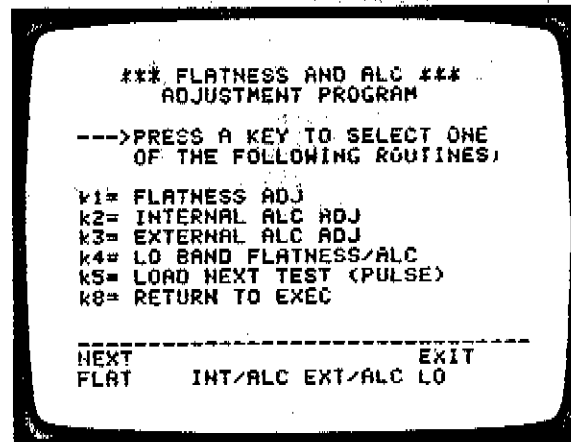 *** FLATNESS AND ALC ***
ADJUSTMENT PROGRAM
--->PRESS A KEY TO SELECT ONE
OF THE FOLLOWING ROUTINES;
k1= FLATNESS ADJ
k2= INTERNAL ALC ADJ
k3= EXTERNAL ALC ADJ
k4= LO BAND FLATNESS/ALC
k5= LOAD NEXT TEST (PULSE)
k8= RETURN TO EXEC
--------------------------------
NEXT EXIT
FLAT INT/ALC EXT/ALC LO